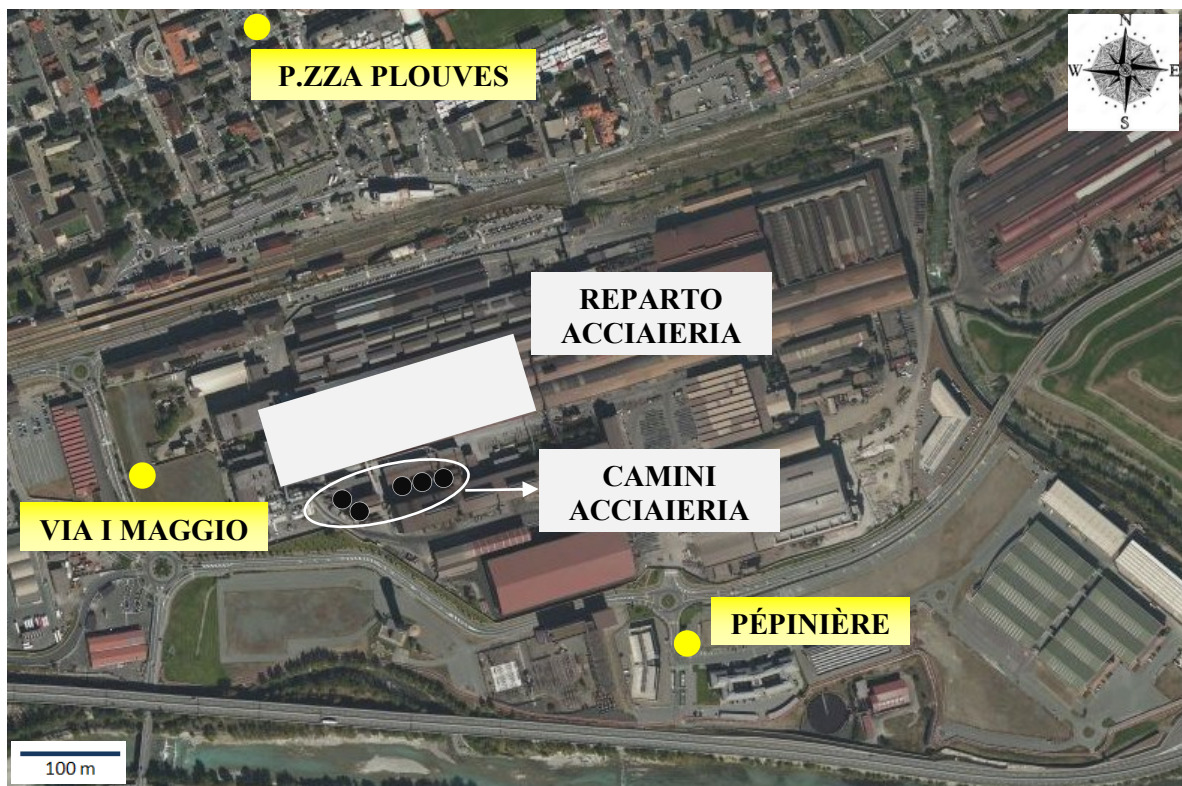 P.ZZA PLOUVES
N
W
E
S
REPARTO
ACCIAIERIA
CAMINI
ACCIAIERIA
VIA I MAGGIO
PÉPINIÈRE
100 m